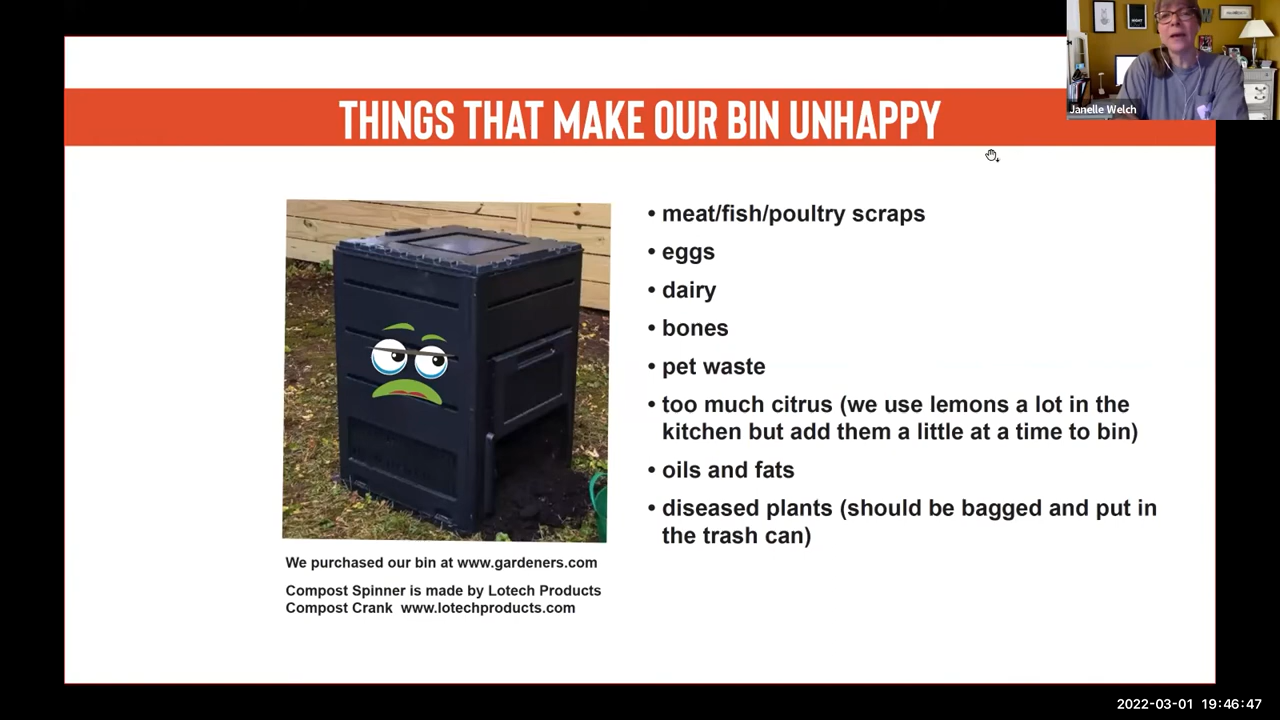 THINGS THAT MAKE OUR BIN UNHAPPY
Janelle Welch
• meat/fish/poultry scraps
• eggs
• dairy
• bones
• pet waste
• too much citrus (we use lemons a lot in the
kitchen but add them a little at a time to bin)
• oils and fats
• diseased plants (should be bagged and put in
the trash can)
We purchased our bin at www.gardeners.com
Compost Spinner is made by Lotech Products
Compost Crank www.lotechproducts.com
2022-03-01 19:46:47